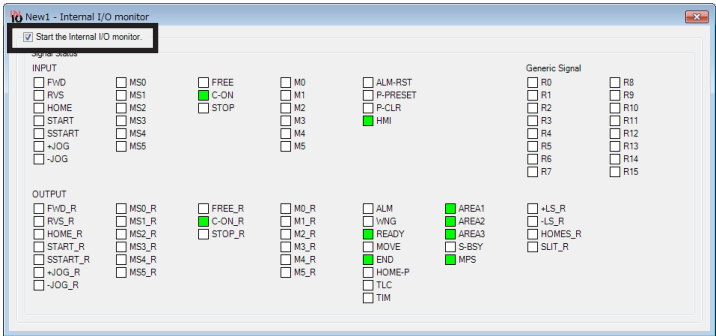 New1 - Internal I/O monitor
Start the Internal I/O monitor.
Signal Status
INPUT Generic Signal
FWD MS0 FREE M0 ALM-RST R0 R8
RVS MS1 C-ON M1 P-PRESET R1 R9
HOME MS2 STOP M2 P-CLR R2 R10
START MS3 M3 HMI R3 R11
SSTART MS4 M4 R4 R12
+JOG MS5 M5 R5 R13
-JOG R6 R14
R7 R15
OUTPUT
FWD_R MS0_R FREE_R M0_R ALM AREA1 +LS_R
RVS_R MS1_R C-ON_R M1_R WNG AREA2 -LS_R
HOME_R MS2_R STOP_R M2_R READY AREA3 HOMES_R
START_R MS3_R M3_R MOVE S-BSY SLIT_R
SSTART_R MS4_R M4_R END MPS
+JOG_R MS5_R M5_R HOME-P
-JOG_R TLC
TIM